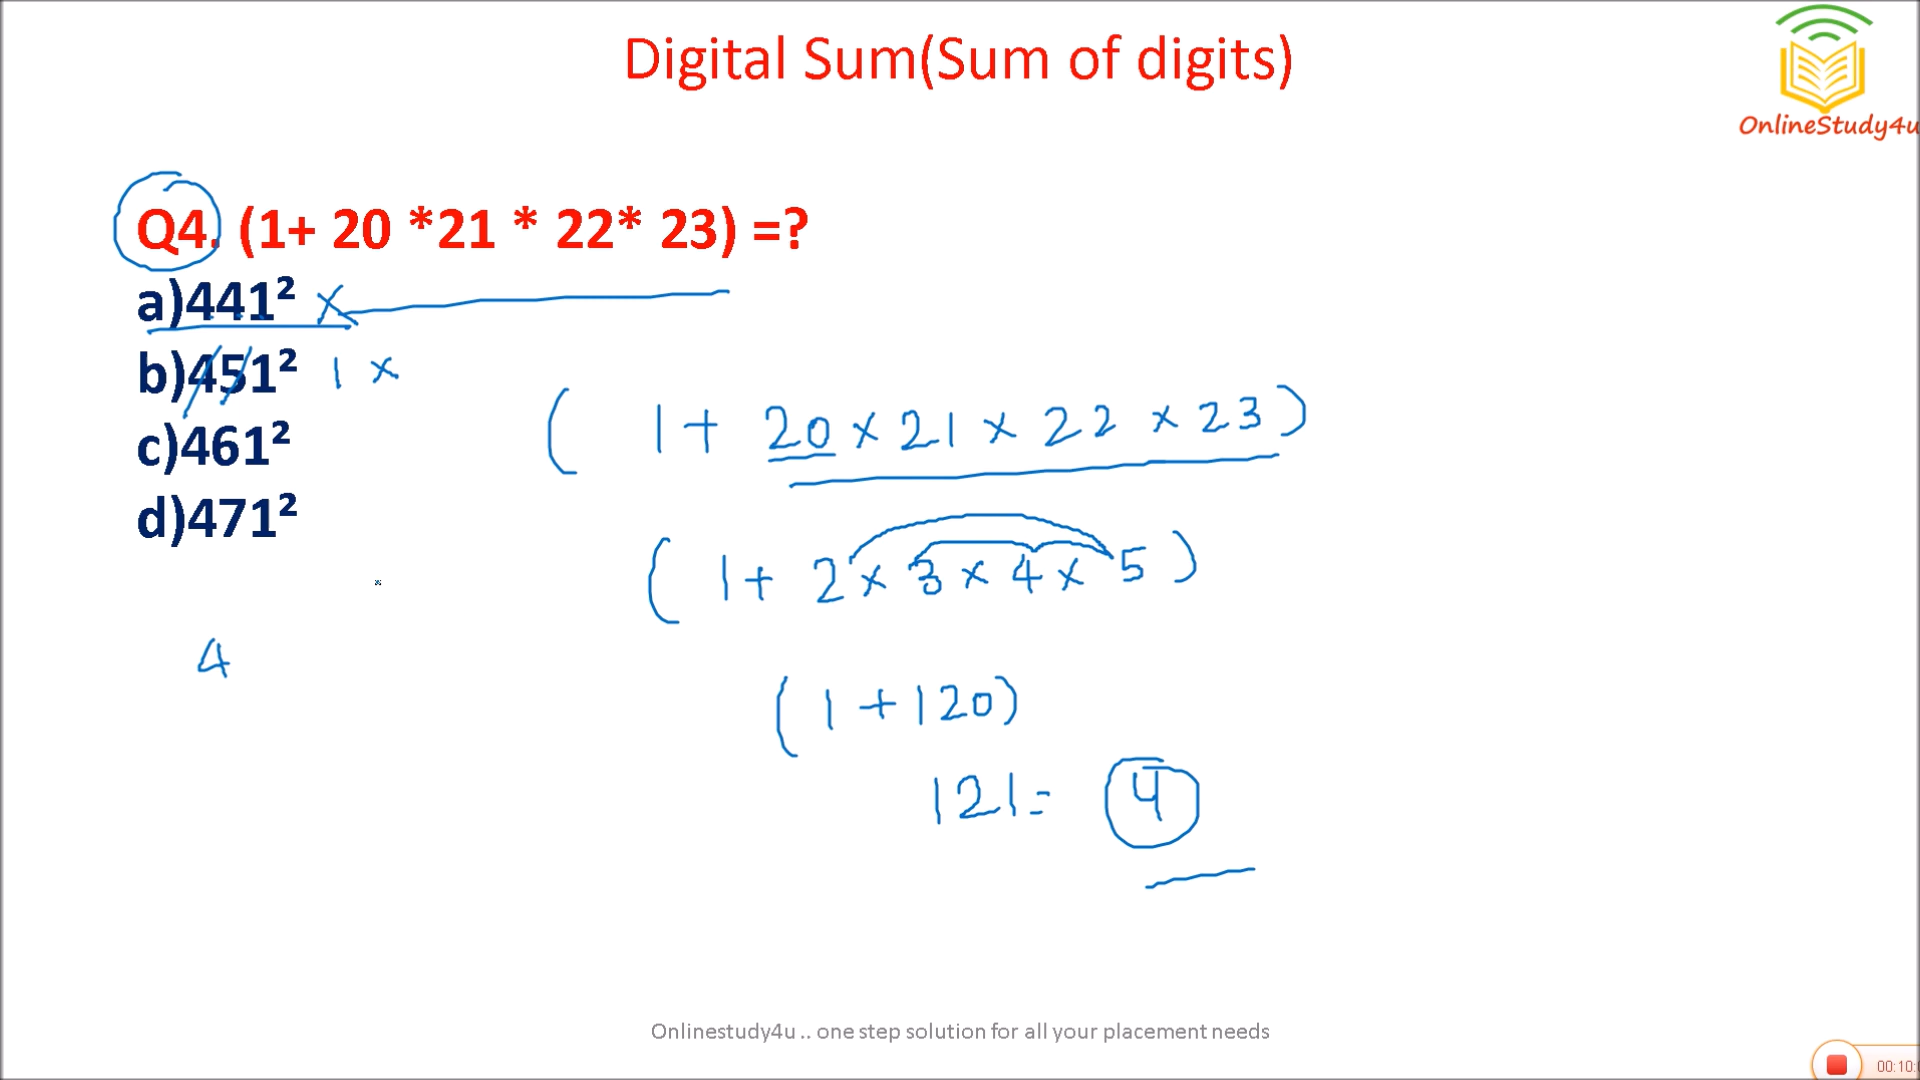 Digital Sum(Sum of digits)
OnlineStudy4u
Q4. (1+ 20 *21 * 22* 23) =?
a)441² ×
b)451² 1 ×
c)461²
d)471²
( 1 + 20 × 21 × 22 × 23 )
( 1 + 2 × 3 × 4 × 5 )
4
( 1 + 120 )
121 = 4
Onlinestudy4u .. one step solution for all your placement needs
00:10: